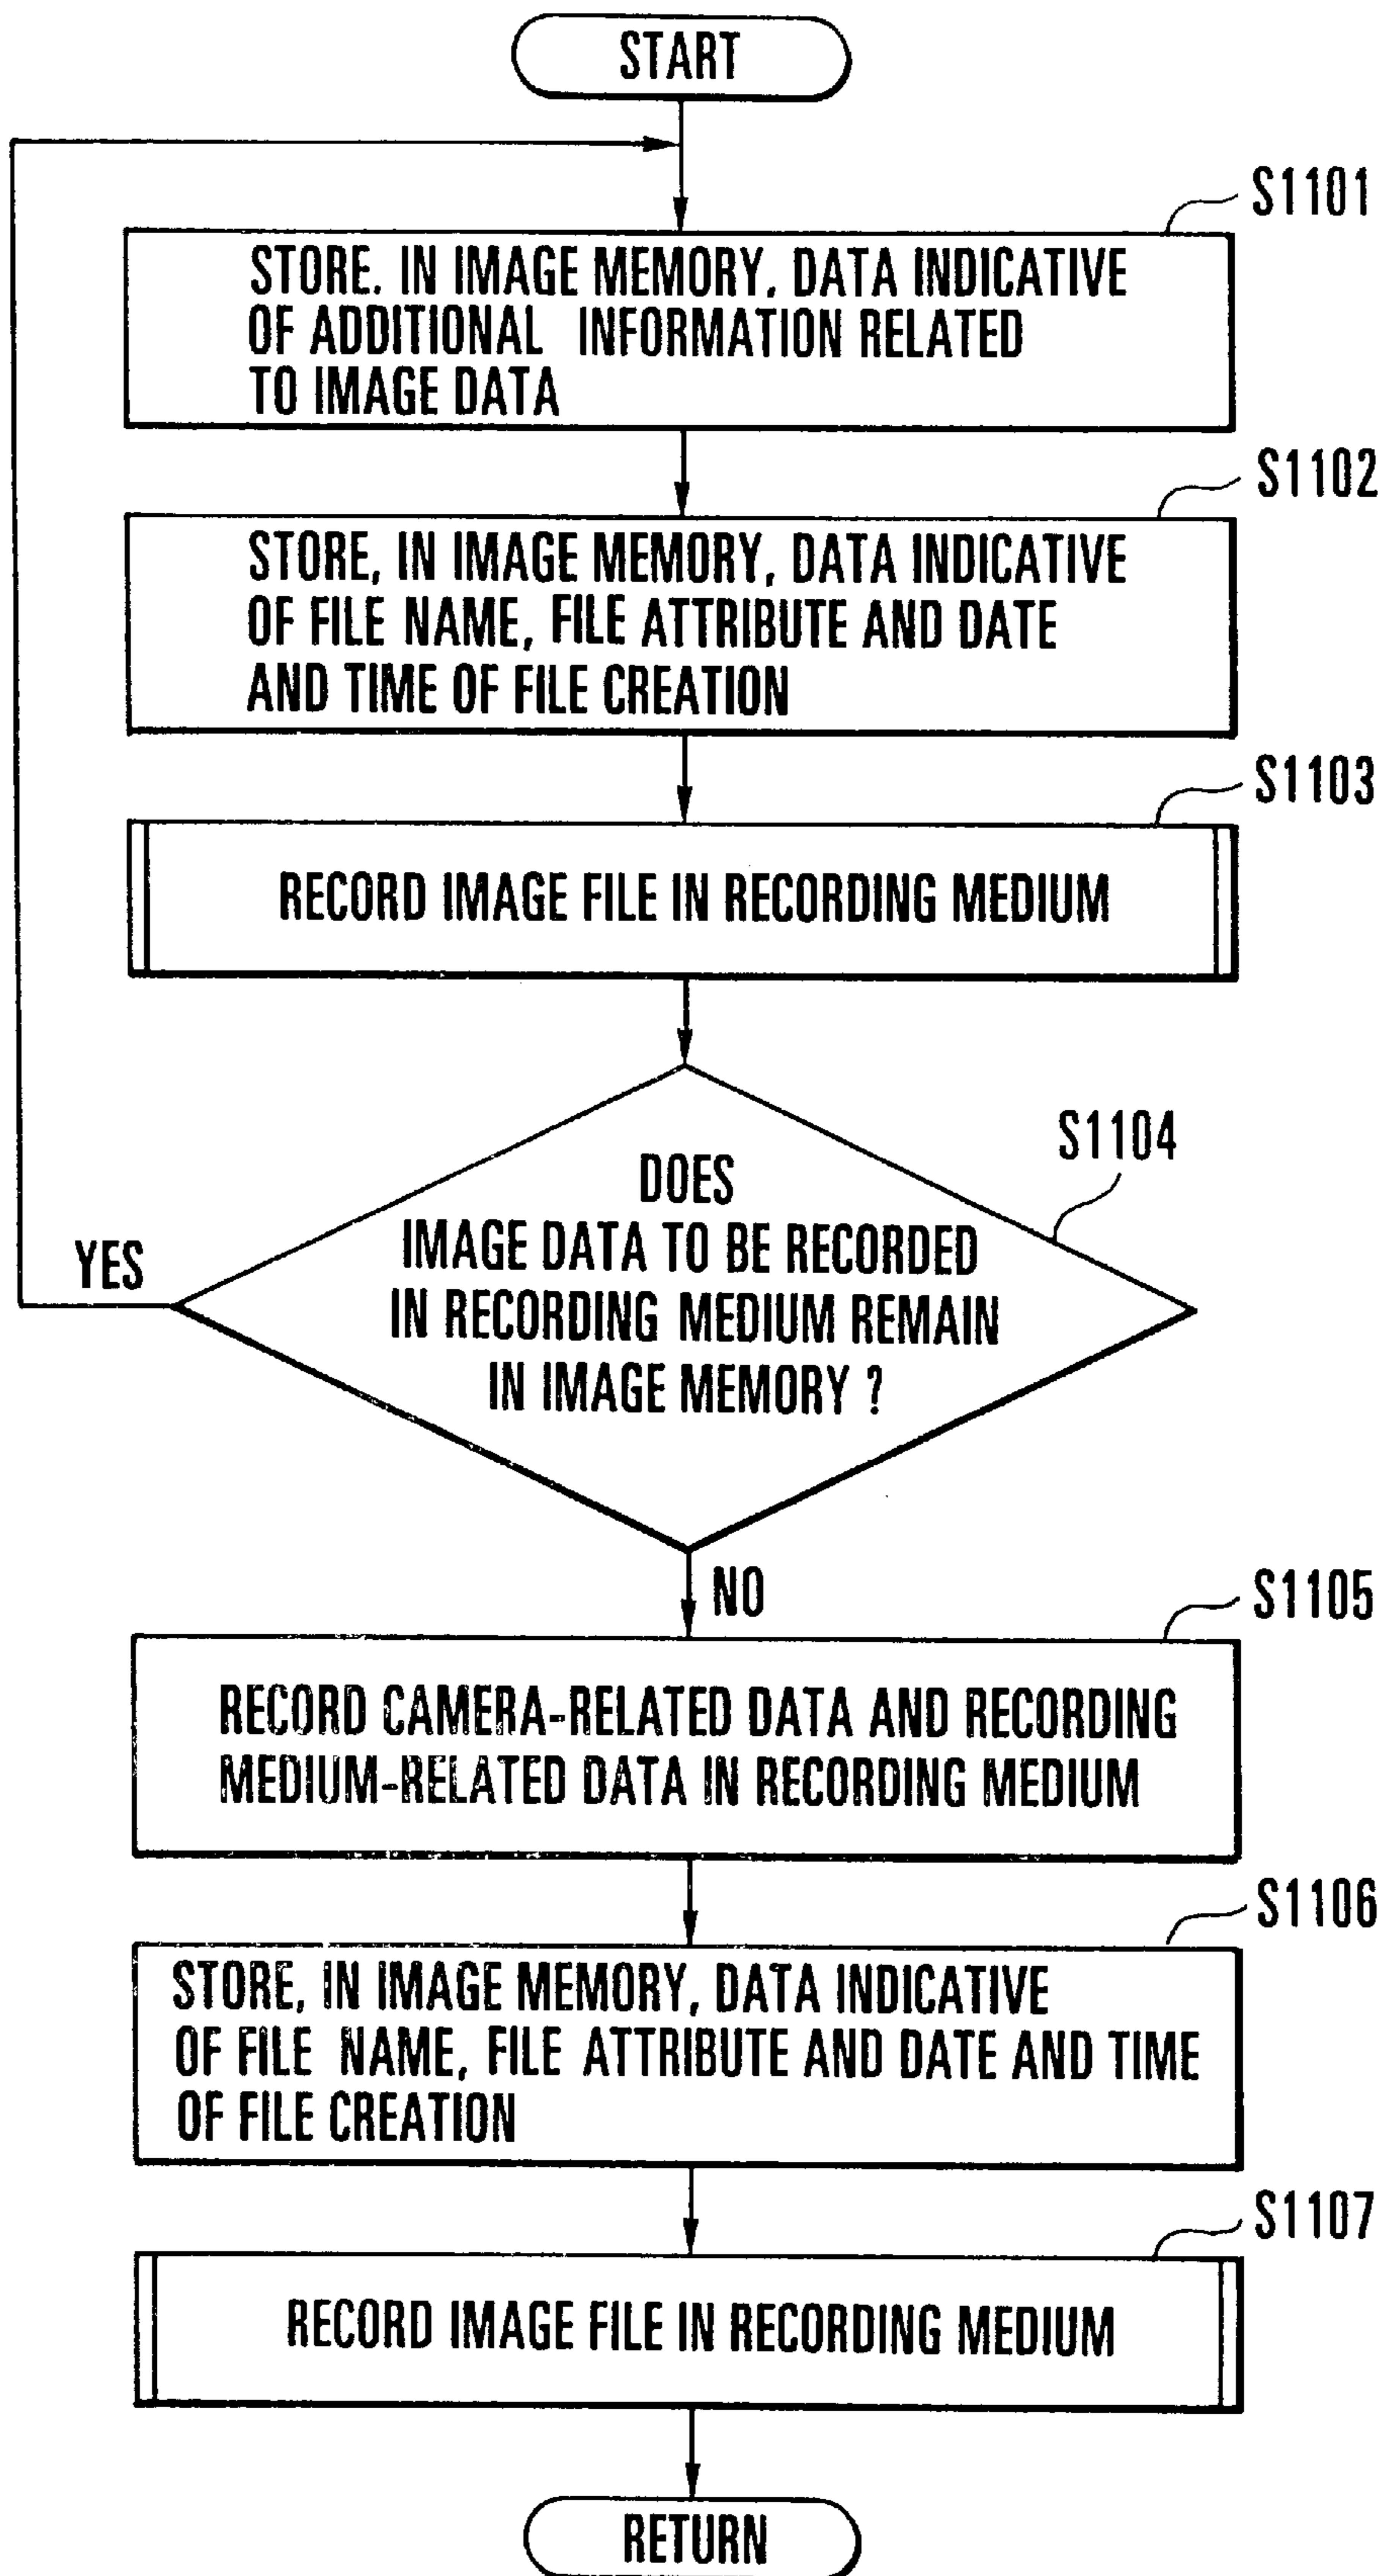 START
S1101
STORE. IN IMAGE MEMORY, DATA INDICATIVE
OF ADDITIONAL INFORMATION RELATED
TO IMAGE DATA
S1102
STORE, IN IMAGE MEMORY, DATA INDICATIVE
OF FILE NAME, FILE ATTRIBUTE AND DATE
AND TIME OF FILE CREATION
S1103
RECORD IMAGE FILE IN RECORDING MEDIUM
S1104
DOES
IMAGE DATA TO BE RECORDED
IN RECORDING MEDIUM REMAIN
IN IMAGE MEMORY ?
YES
NO
S1105
RECORD CAMERA-RELATED DATA AND RECORDING
MEDIUM-RELATED DATA IN RECORDING MEDIUM
S1106
STORE, IN IMAGE MEMORY, DATA INDICATIVE
OF FILE NAME, FILE ATTRIBUTE AND DATE AND TIME
OF FILE CREATION
S1107
RECORD IMAGE FILE IN RECORDING MEDIUM
RETURN